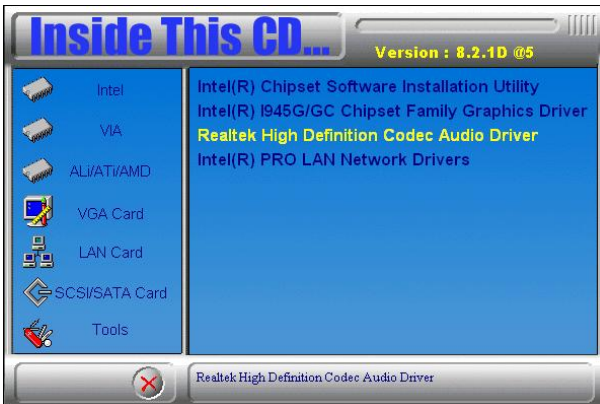 Inside This CD...
Version : 8.2.1D @5
Intel
VIA
ALi/ATi/AMD
VGA Card
LAN Card
SCSI/SATA Card
Tools
Intel(R) Chipset Software Installation Utility
Intel(R) I945G/GC Chipset Family Graphics Driver
Realtek High Definition Codec Audio Driver
Intel(R) PRO LAN Network Drivers
Realtek High Definition Codec Audio Driver